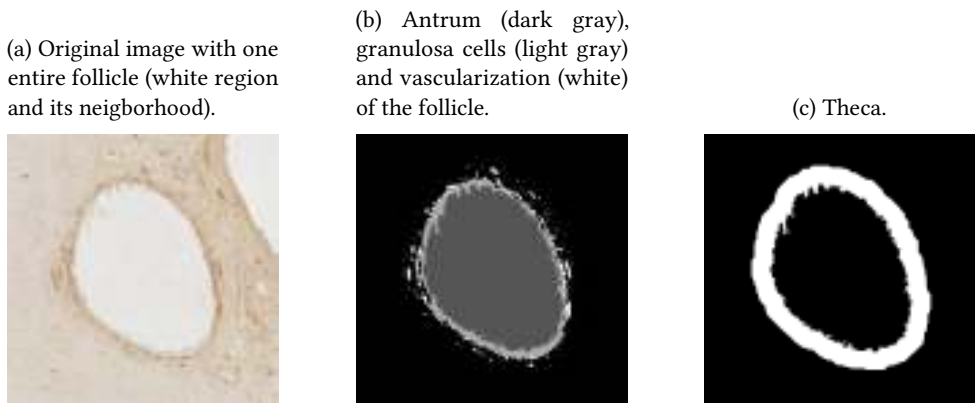 (a) Original image with one
entire follicle (white region
and its neigborhood).
(b) Antrum (dark gray),
granulosa cells (light gray)
and vascularization (white)
of the follicle.
(c) Theca.